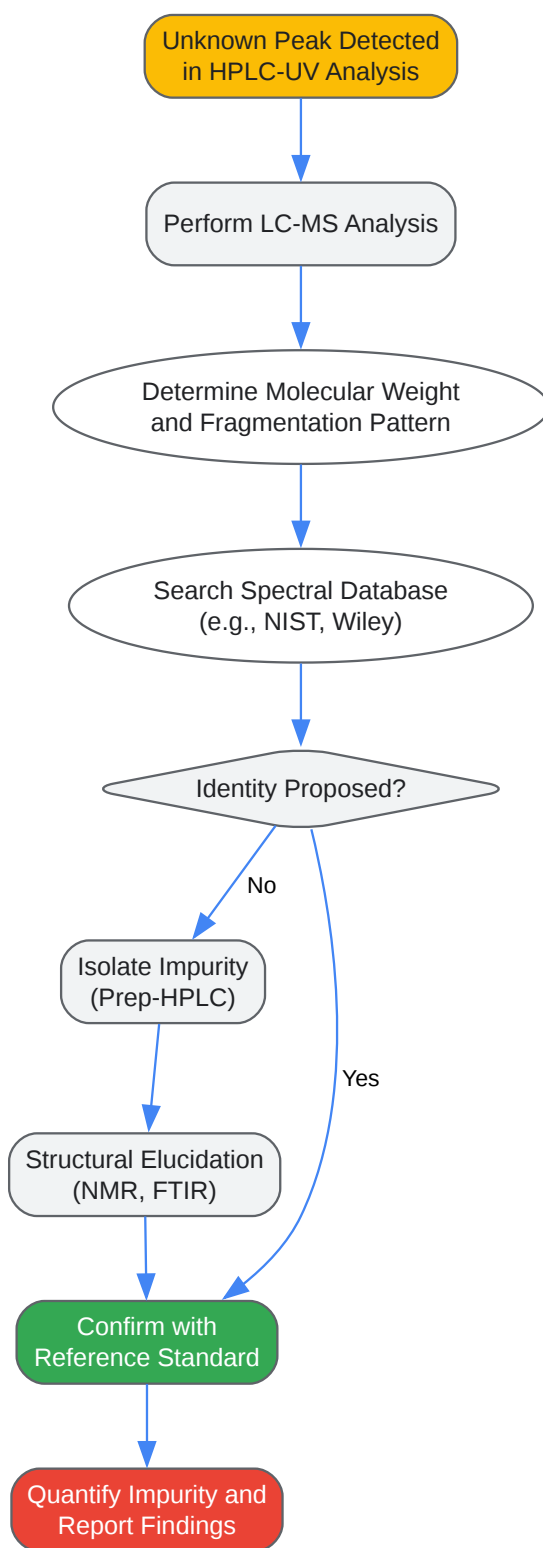 Unknown Peak Detected
in HPLC-UV Analysis
Perform LC-MS Analysis
Determine Molecular Weight
and Fragmentation Pattern
Search Spectral Database
(e.g., NIST, Wiley)
Identity Proposed?
No
Isolate Impurity
(Prep-HPLC)
Yes
Structural Elucidation
(NMR, FTIR)
Confirm with
Reference Standard
Quantify Impurity and
Report Findings